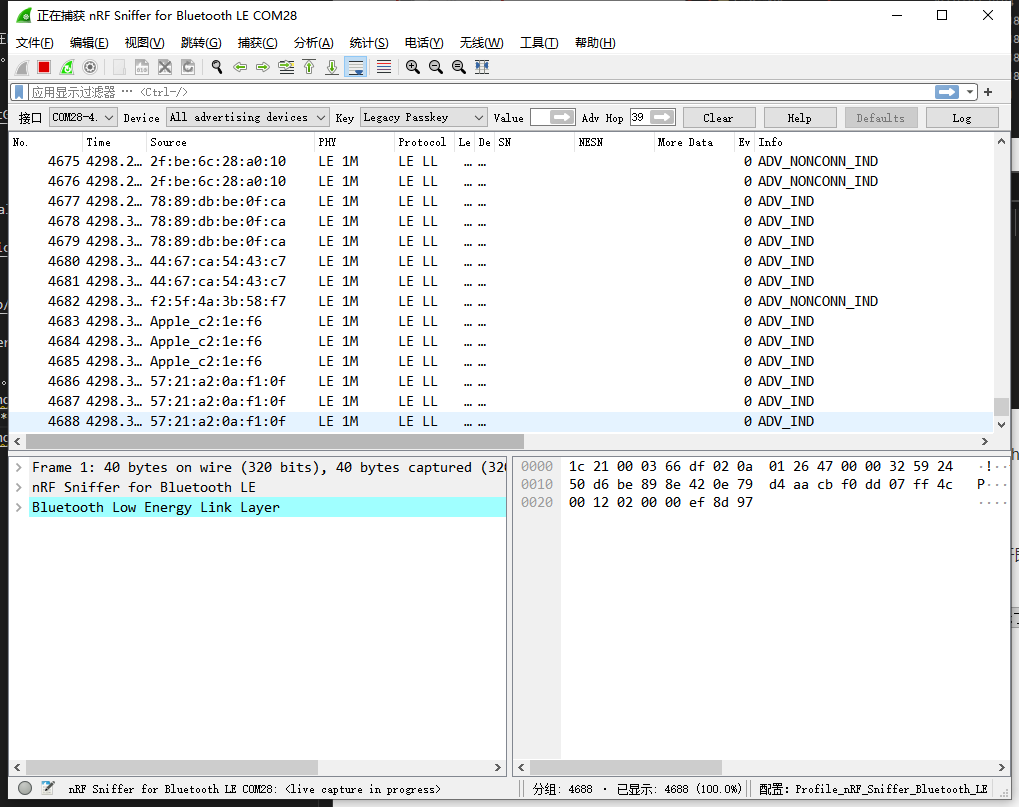 正在捕获 nRF Sniffer for Bluetooth LE COM28
文件(F) 编辑(E) 视图(V) 跳转(G) 捕获(C) 分析(A) 统计(S) 电话(Y) 无线(W) 工具(T) 帮助(H)
应用显示过滤器 … <Ctrl-/>
接口 COM28-4. Device All advertising devices Key Legacy Passkey Value Adv Hop 39 Clear Help Defaults Log
No. Time Source PHY Protocol Le De SN NESN More Data Ev Info
4675 4298.2… 2f:be:6c:28:a0:10 LE 1M LE LL … … 0 ADV_NONCONN_IND
4676 4298.2… 2f:be:6c:28:a0:10 LE 1M LE LL … … 0 ADV_NONCONN_IND
4677 4298.2… 78:89:db:be:0f:ca LE 1M LE LL … … 0 ADV_IND
4678 4298.3… 78:89:db:be:0f:ca LE 1M LE LL … … 0 ADV_IND
4679 4298.3… 78:89:db:be:0f:ca LE 1M LE LL … … 0 ADV_IND
4680 4298.3… 44:67:ca:54:43:c7 LE 1M LE LL … … 0 ADV_IND
4681 4298.3… 44:67:ca:54:43:c7 LE 1M LE LL … … 0 ADV_IND
4682 4298.3… f2:5f:4a:3b:58:f7 LE 1M LE LL … … 0 ADV_NONCONN_IND
4683 4298.3… Apple_c2:1e:f6 LE 1M LE LL … … 0 ADV_IND
4684 4298.3… Apple_c2:1e:f6 LE 1M LE LL … … 0 ADV_IND
4685 4298.3… Apple_c2:1e:f6 LE 1M LE LL … … 0 ADV_IND
4686 4298.3… 57:21:a2:0a:f1:0f LE 1M LE LL … … 0 ADV_IND
4687 4298.3… 57:21:a2:0a:f1:0f LE 1M LE LL … … 0 ADV_IND
4688 4298.3… 57:21:a2:0a:f1:0f LE 1M LE LL … … 0 ADV_IND
Frame 1: 40 bytes on wire (320 bits), 40 bytes captured (320
nRF Sniffer for Bluetooth LE
Bluetooth Low Energy Link Layer
0000 1c 21 00 03 66 df 02 0a 01 26 47 00 00 32 59 24 ·!··
0010 50 d6 be 89 8e 42 0e 79 d4 aa cb f0 dd 07 ff 4c P···
0020 00 12 02 00 00 ef 8d 97 ····
nRF Sniffer for Bluetooth LE COM28: <live capture in progress>
分组: 4688 · 已显示: 4688 (100.0%)
配置: Profile_nRF_Sniffer_Bluetooth_LE